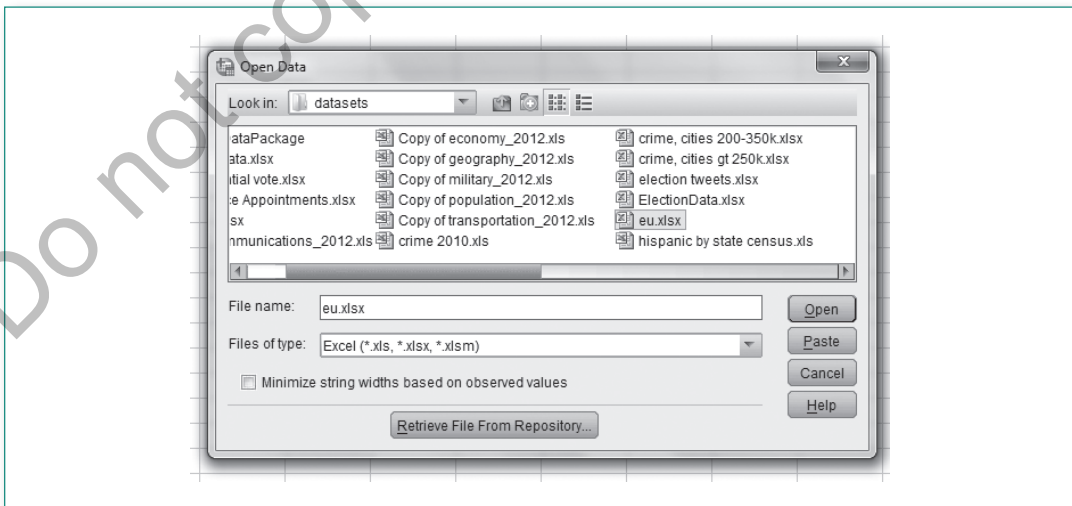 Do not cop
Open Data
Look in: datasets
ataPackage
ata.xlsx
itial vote.xlsx
e Appointments.xlsx
sx
nmunications_2012.xls
Copy of economy_2012.xls
Copy of geography_2012.xls
Copy of military_2012.xls
Copy of population_2012.xls
Copy of transportation_2012.xls
crime 2010.xls
crime, cities 200-350k.xlsx
crime, cities gt 250k.xlsx
election tweets.xlsx
ElectionData.xlsx
eu.xlsx
hispanic by state census.xls
File name: eu.xlsx
Open
Files of type: Excel (*.xls, *.xlsx, *.xlsm)
Paste
Minimize string widths based on observed values
Cancel
Help
Retrieve File From Repository...